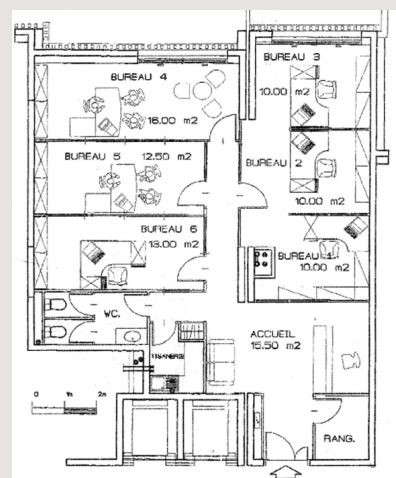 BUREAU 4
16.00 m2
BUREAU 3
10.00 m2
BUREAU 5 12.50 m2
BUREAU 2
10.00 m2
BUREAU 6
13.00 m2
BUREAU 1
10.00 m2
WC.
TISANERIE
ACCUEIL
15.50 m2
0 1m 2m
RANG.